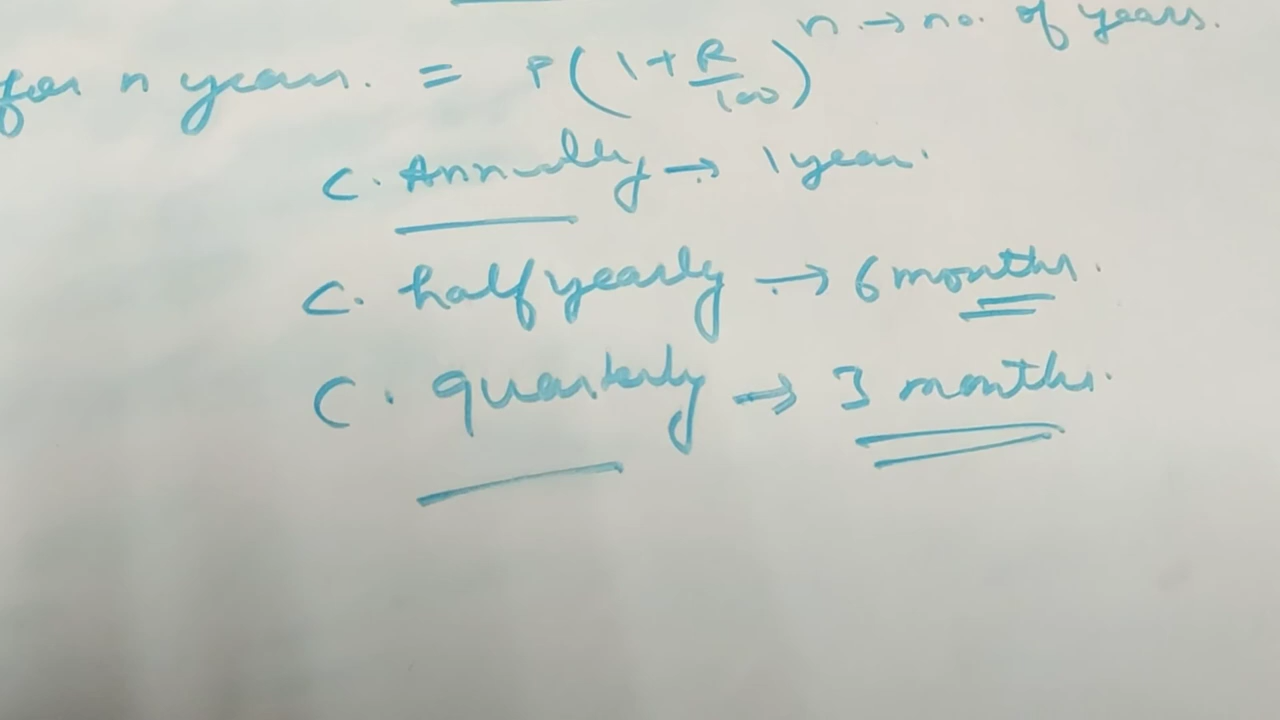 for n years. = P(1+R/100)^n n → no. of years.
C. Annually → 1 year.
C. half yearly → 6 months.
C. quarterly → 3 months.